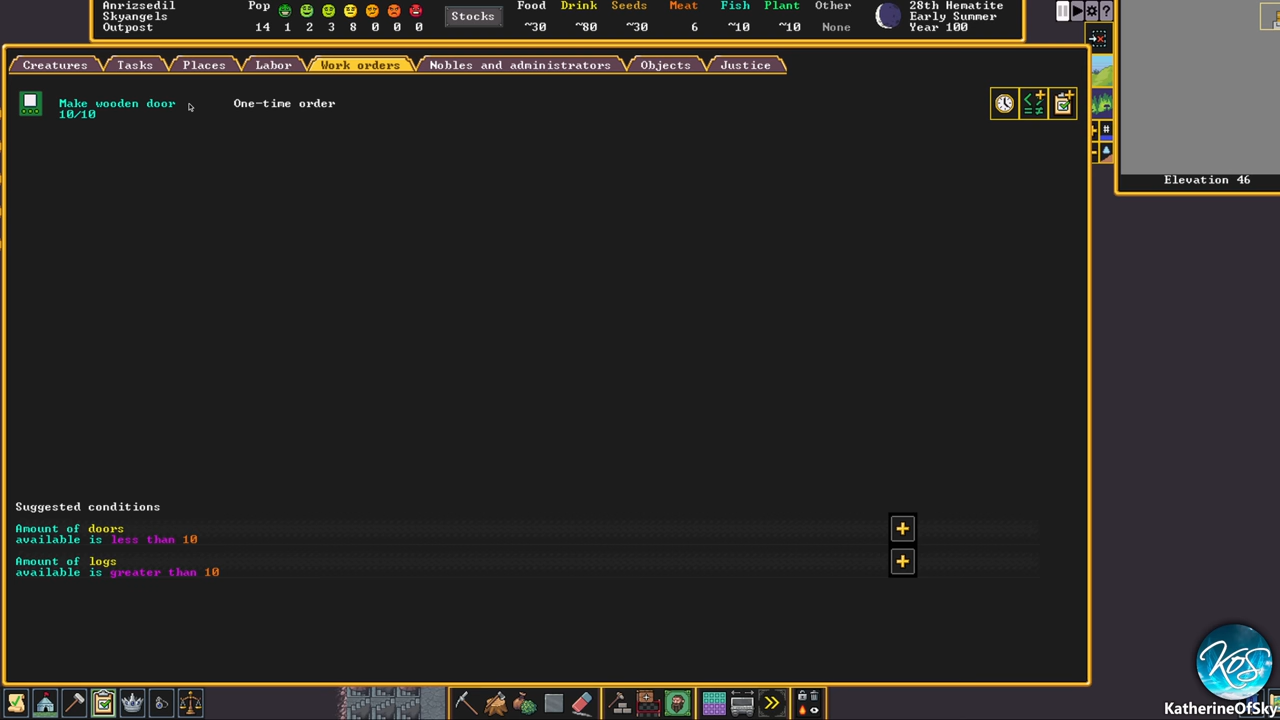 Anrizsedil
Skyangels
Outpost
Pop
14 1 2 3 8 0 0 0
Stocks
Food Drink Seeds Meat Fish Plant Other
~30 ~80 ~30 6 ~10 ~10 None
28th Hematite
Early Summer
Year 100
Elevation 46
Creatures Tasks Places Labor Work orders Nobles and administrators Objects Justice
Make wooden door One-time order
10/10
Suggested conditions
Amount of doors
available is less than 10
Amount of logs
available is greater than 10
KOS
KatherineOfSky